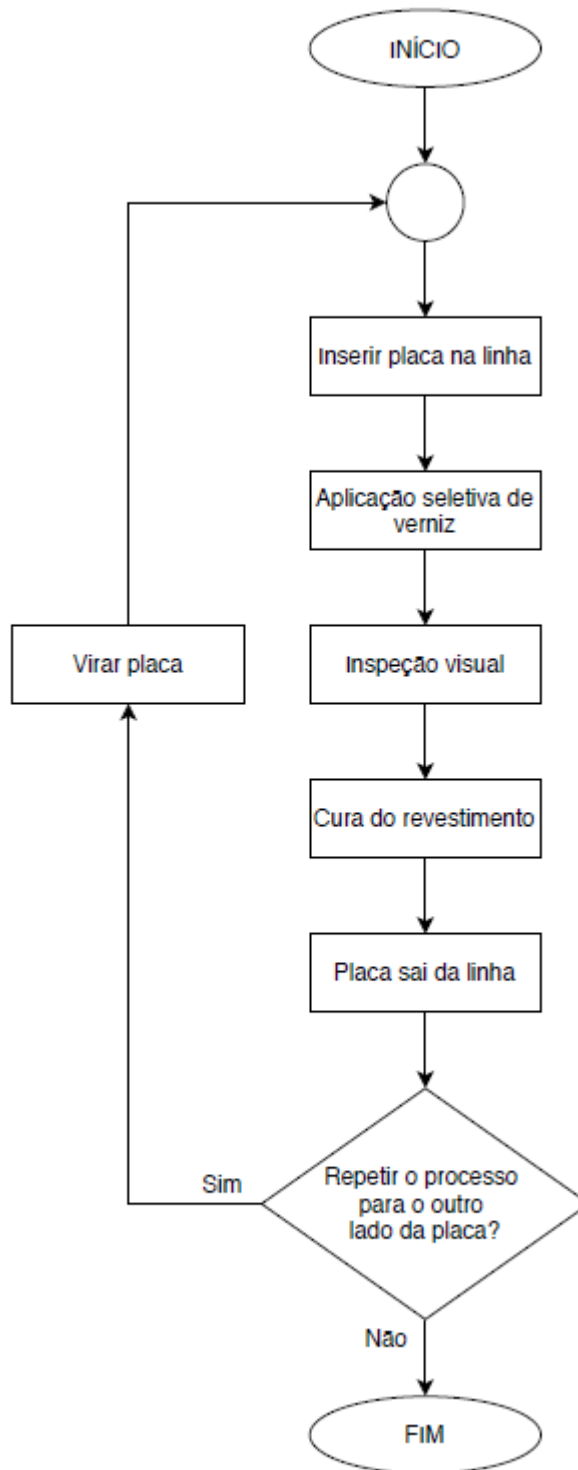 INÍCIO
Inserir placa na linha
Aplicação seletiva de
verniz
Virar placa
Inspeção visual
Cura do revestimento
Placa sai da linha
Sim
Repetir o processo
para o outro
lado da placa?
Não
FIM